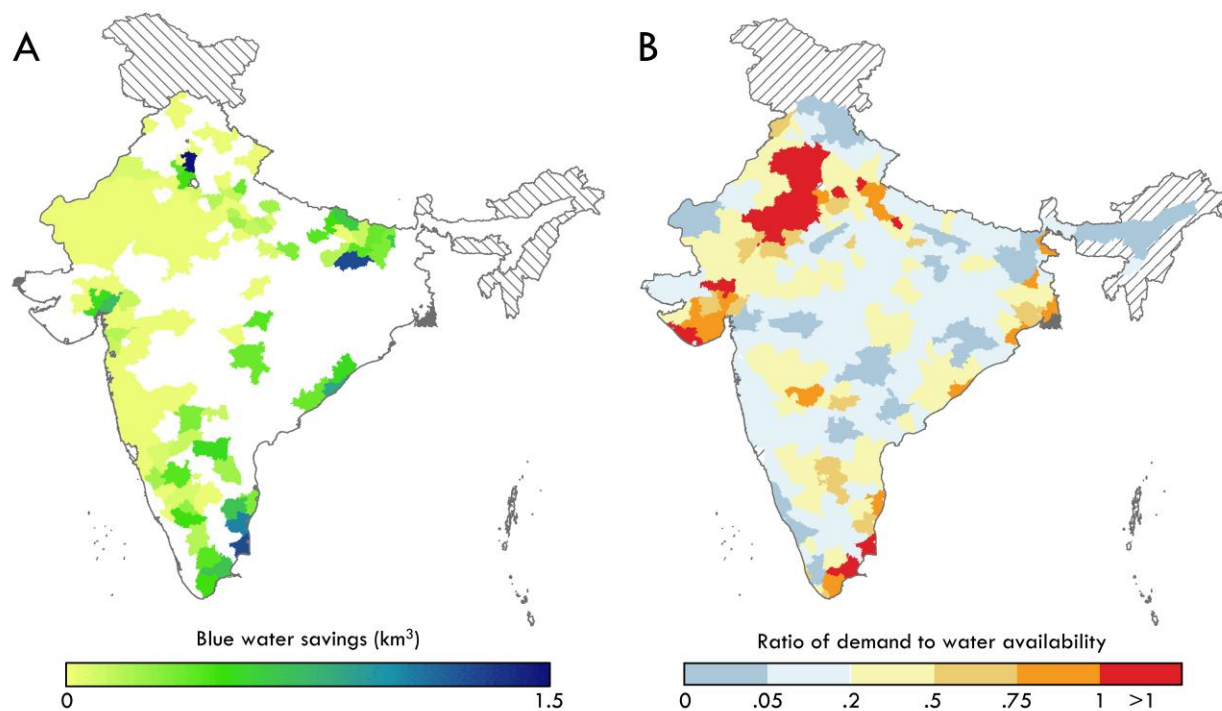 A
B
Blue water savings (km³)
0 1.5
Ratio of demand to water availability
0 .05 .2 .5 .75 1 >1